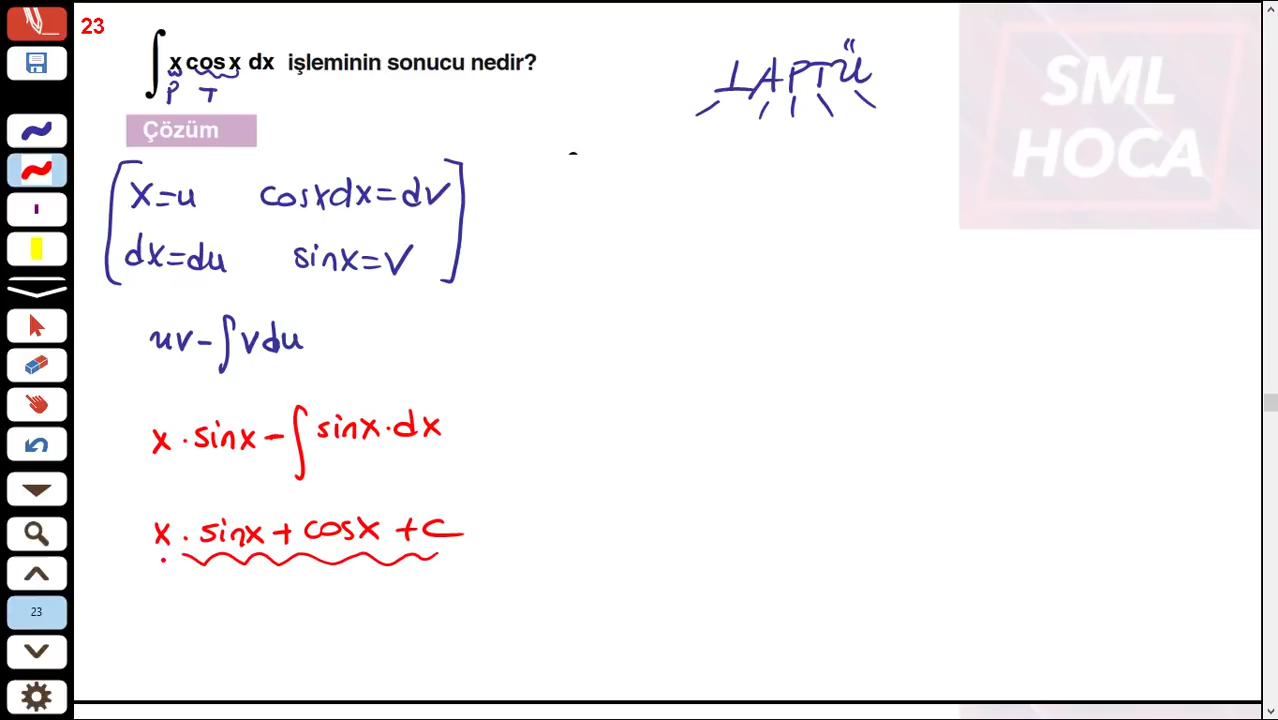 23
∫ x cos x dx işleminin sonucu nedir?
P T
LAPTÜ
SML
HOCA
Çözüm
x=u cosxdx=dv
dx=du sinx=v
uv-∫vdu
x·sinx-∫sinx·dx
x·sinx+cosx+c
23